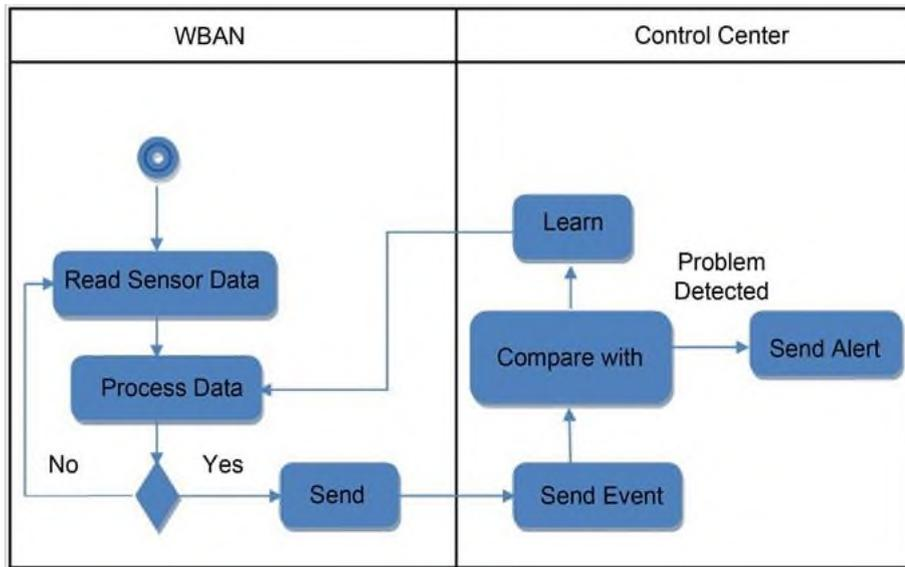 WBAN
Control Center
Learn
Read Sensor Data
Problem
Detected
Compare with
Send Alert
Process Data
No
Yes
Send
Send Event